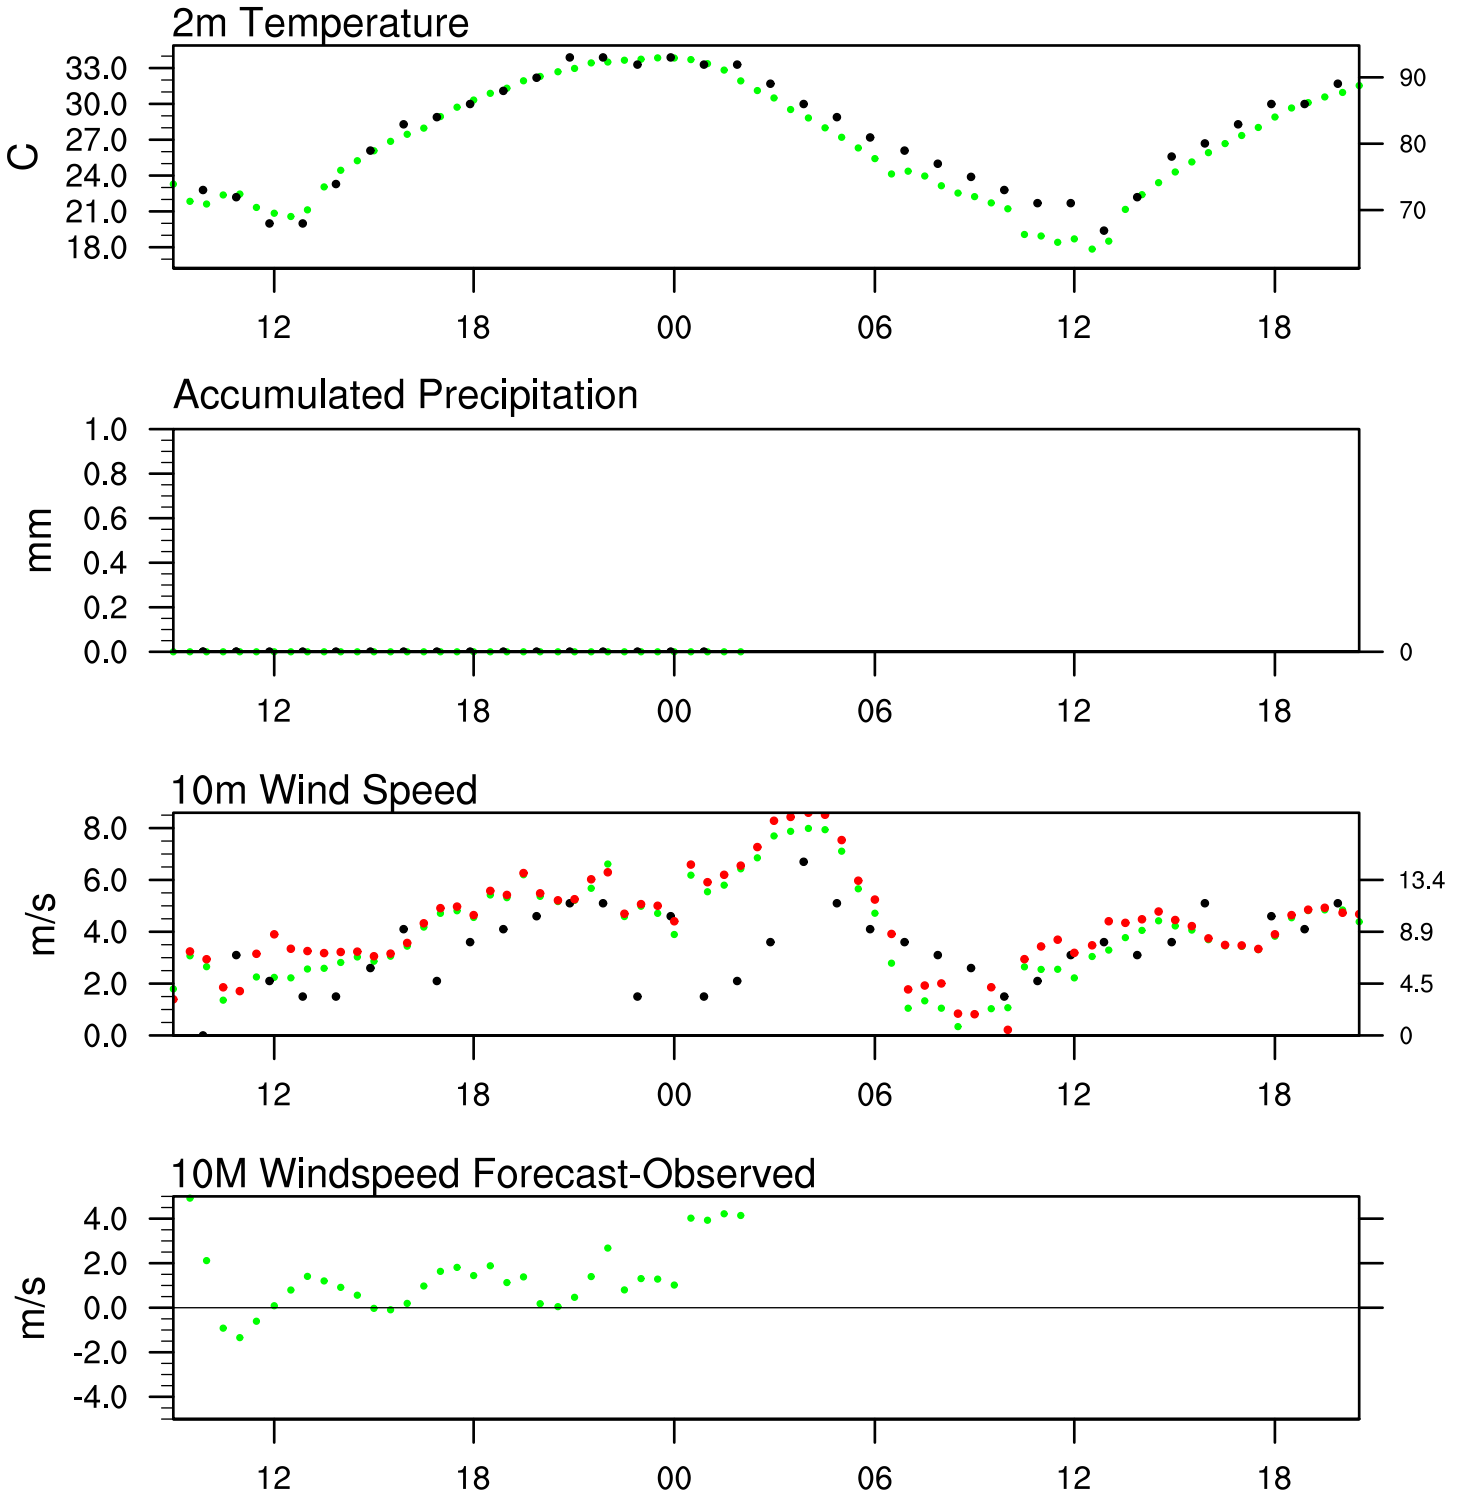 2m Temperature
33.0
30.0
27.0
24.0
21.0
18.0
C
90
80
70
12 18 00 06 12 18
Accumulated Precipitation
1.0
0.8
0.6
0.4
0.2
0.0
mm
0
12 18 00 06 12 18
10m Wind Speed
8.0
6.0
4.0
2.0
0.0
m/s
13.4
8.9
4.5
0
12 18 00 06 12 18
10M Windspeed Forecast-Observed
4.0
2.0
0.0
-2.0
-4.0
m/s
12 18 00 06 12 18